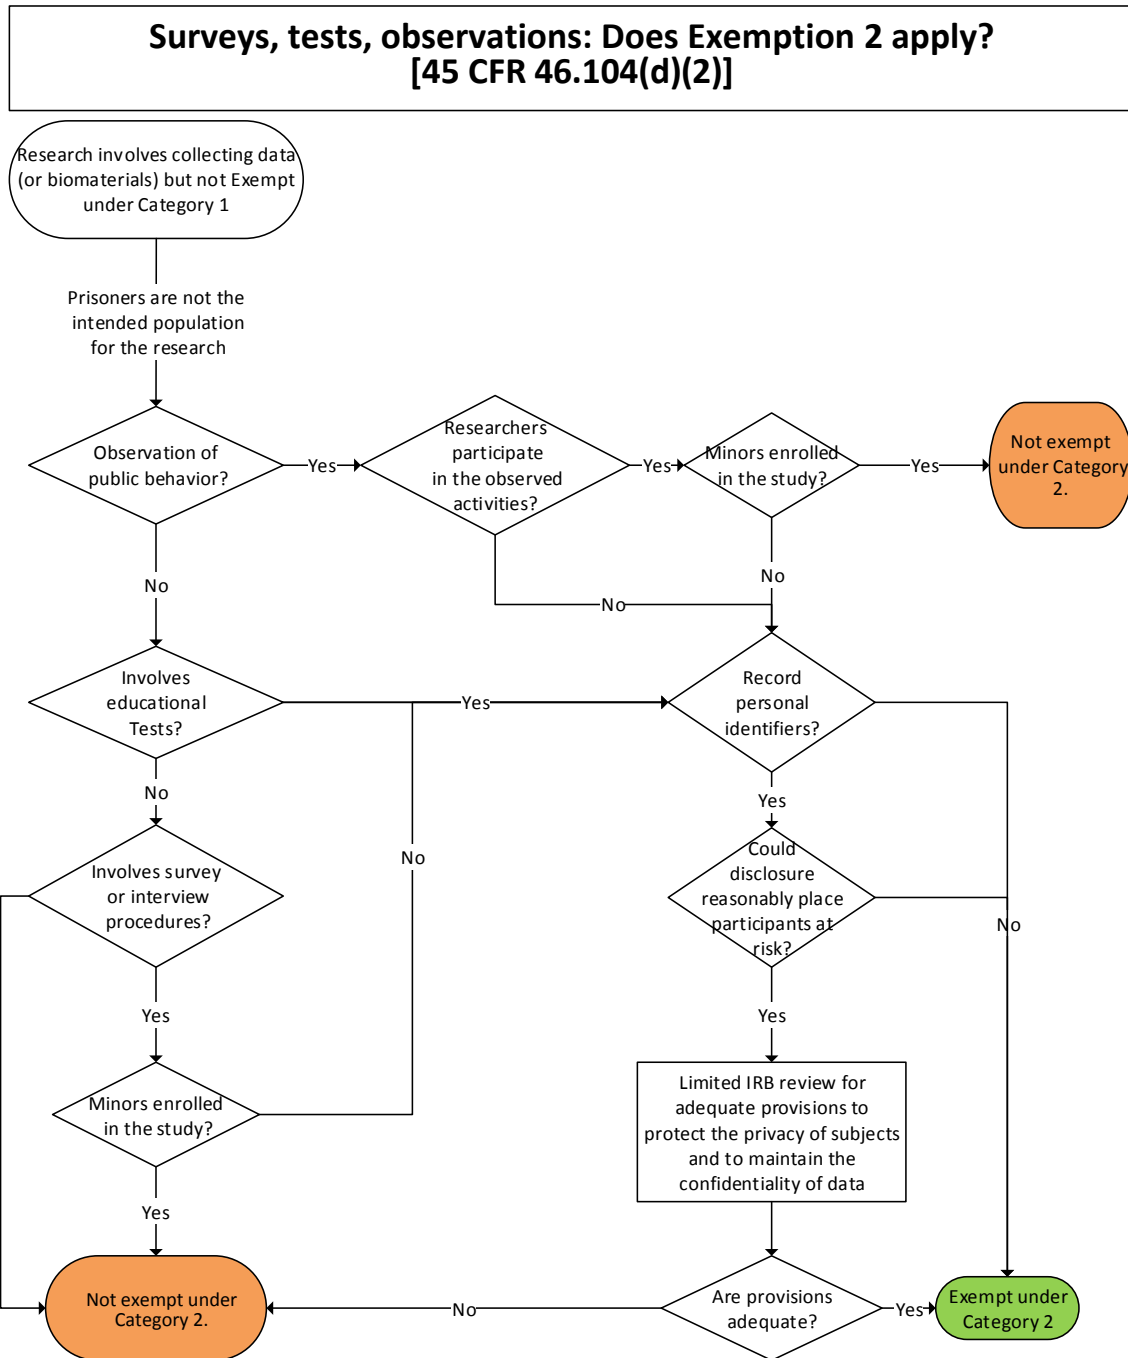 Surveys, tests, observations: Does Exemption 2 apply?
[45 CFR 46.104(d)(2)]
Research involves collecting data
(or biomaterials) but not Exempt
under Category 1
Prisoners are not the
intended population
for the research
Observation of
public behavior?
Yes
Researchers
participate
in the observed
activities?
Yes
Minors enrolled
in the study?
Yes
Not exempt
under Category
2.
No
No
No
Involves
educational
Tests?
Yes
Record
personal
identifiers?
No
Yes
Involves survey
or interview
procedures?
No
Could
disclosure
reasonably place
participants at
risk?
No
Yes
Yes
Minors enrolled
in the study?
Limited IRB review for
adequate provisions to
protect the privacy of subjects
and to maintain the
confidentiality of data
Yes
Not exempt under
Category 2.
No
Are provisions
adequate?
Yes
Exempt under
Category 2